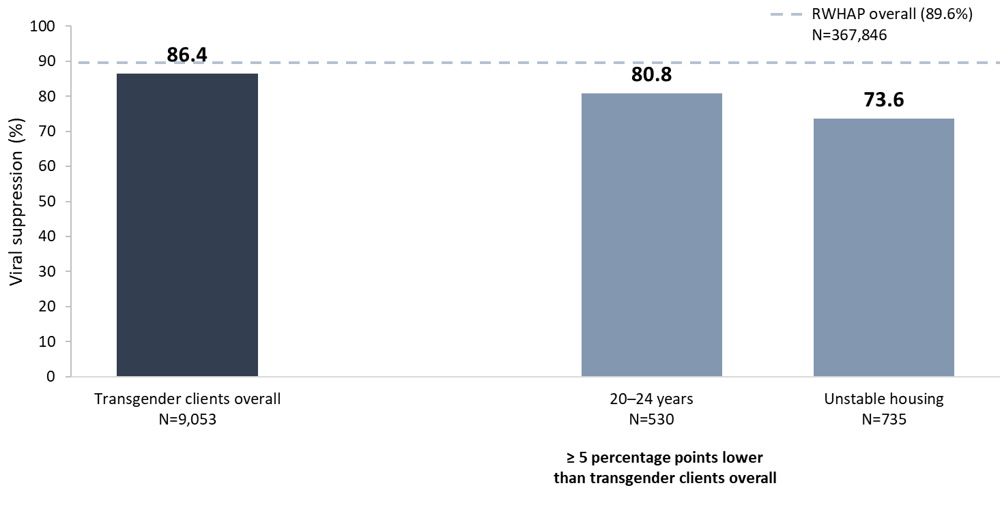 RWHAP overall (89.6%)
N=367,846
Viral suppression (%)
100
90
80
70
60
50
40
30
20
10
0
86.4
80.8
73.6
Transgender clients overall
N=9,053
20–24 years
N=530
Unstable housing
N=735
≥ 5 percentage points lower
than transgender clients overall